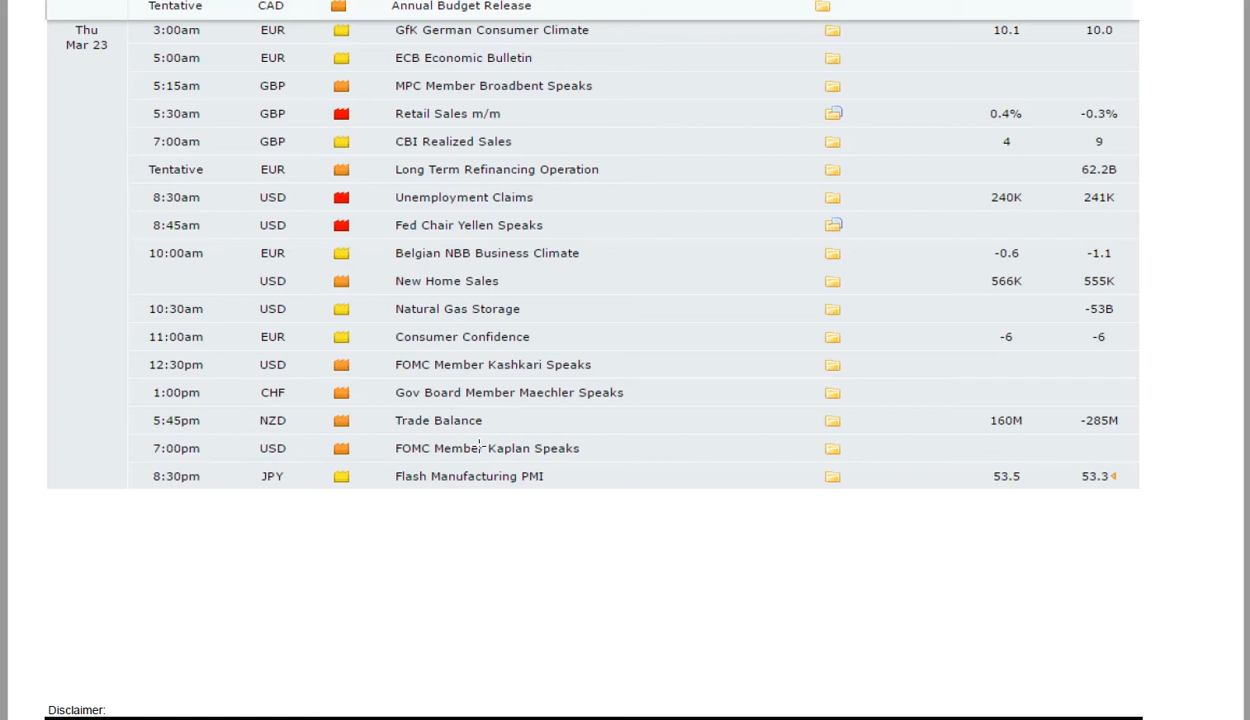 Tentative CAD Annual Budget Release
Thu Mar 23 3:00am EUR GfK German Consumer Climate 10.1 10.0
5:00am EUR ECB Economic Bulletin
5:15am GBP MPC Member Broadbent Speaks
5:30am GBP Retail Sales m/m 0.4% -0.3%
7:00am GBP CBI Realized Sales 4 9
Tentative EUR Long Term Refinancing Operation 62.2B
8:30am USD Unemployment Claims 240K 241K
8:45am USD Fed Chair Yellen Speaks
10:00am EUR Belgian NBB Business Climate -0.6 -1.1
USD New Home Sales 566K 555K
10:30am USD Natural Gas Storage -53B
11:00am EUR Consumer Confidence -6 -6
12:30pm USD FOMC Member Kashkari Speaks
1:00pm CHF Gov Board Member Maechler Speaks
5:45pm NZD Trade Balance 160M -285M
7:00pm USD FOMC Member Kaplan Speaks
8:30pm JPY Flash Manufacturing PMI 53.5 53.3
Disclaimer: